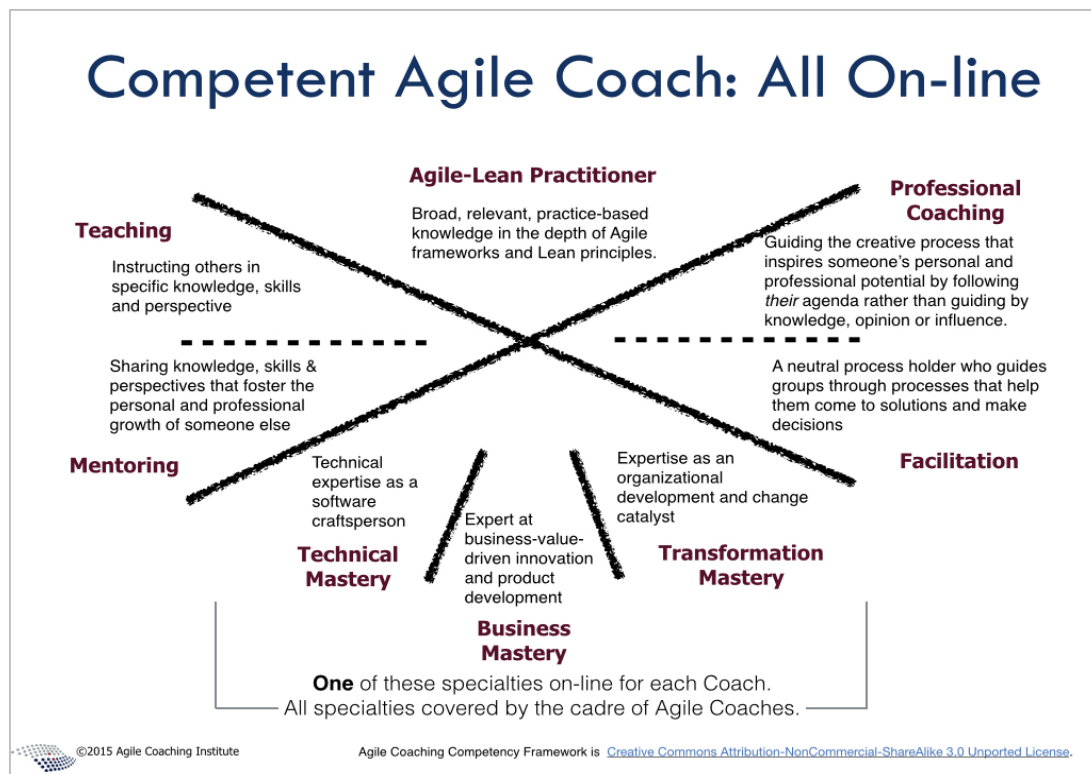 Competent Agile Coach: All On-line
Agile-Lean Practitioner
Broad, relevant, practice-based
knowledge in the depth of Agile
frameworks and Lean principles.
Teaching
Instructing others in
specific knowledge, skills
and perspective
Professional
Coaching
Guiding the creative process that
inspires someone’s personal and
professional potential by following
their agenda rather than guiding by
knowledge, opinion or influence.
Sharing knowledge, skills &
perspectives that foster the
personal and professional
growth of someone else
Mentoring
A neutral process holder who guides
groups through processes that help
them come to solutions and make
decisions
Facilitation
Technical
expertise as a
software
craftsperson
Technical
Mastery
Expert at
business-value-
driven innovation
and product
development
Business
Mastery
Expertise as an
organizational
development and change
catalyst
Transformation
Mastery
One of these specialties on-line for each Coach.
All specialties covered by the cadre of Agile Coaches.
©2015 Agile Coaching Institute
Agile Coaching Competency Framework is Creative Commons Attribution-NonCommercial-ShareAlike 3.0 Unported License.